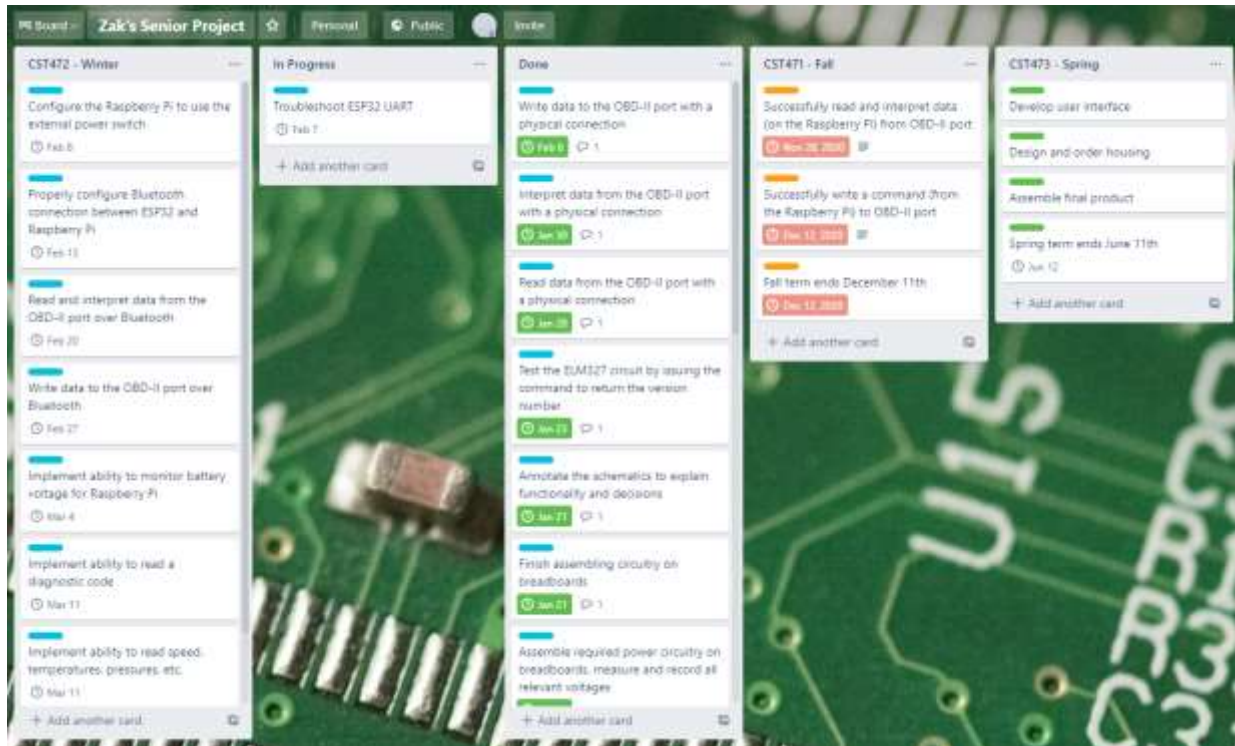 Board
Zak's Senior Project
Personal
Public
Invite
CST472 - Winter
Configure the Raspberry Pi to use the
external power switch
Feb 6
Properly configure Bluetooth
connection between ESP32 and
Raspberry Pi
Feb 13
Read and interpret data from the
OBD-II port over Bluetooth
Feb 20
Write data to the OBD-II port over
Bluetooth
Feb 27
Implement ability to monitor battery
voltage for Raspberry Pi
Mar 4
Implement ability to read a
diagnostic code
Mar 11
Implement ability to read speed,
temperatures, pressures, etc.
Mar 11
+ Add another card
In Progress
Troubleshoot ESP32 UART
Feb 7
+ Add another card
Done
Write data to the OBD-II port with a
physical connection
Feb 6 1
Interpret data from the OBD-II port
with a physical connection
Jan 30 1
Read data from the OBD-II port with
a physical connection
Jan 28 1
Test the ELM327 circuit by issuing the
command to return the version
number
Jan 23 1
Annotate the schematics to explain
functionality and decisions
Jan 21 1
Finish assembling circuitry on
breadboards
Jan 21 1
Assemble required power circuitry on
breadboards, measure and record all
relevant voltages
+ Add another card
CST471 - Fall
Successfully read and interpret data
(on the Raspberry Pi) from OBD-II port
Nov 28, 2020
Successfully write a command (from
the Raspberry Pi) to OBD-II port
Dec 12, 2020
Fall term ends December 11th
Dec 12, 2020
+ Add another card
CST473 - Spring
Develop user interface
Design and order housing
Assemble final product
Spring term ends June 11th
Jun 12
+ Add another card
U15
R3